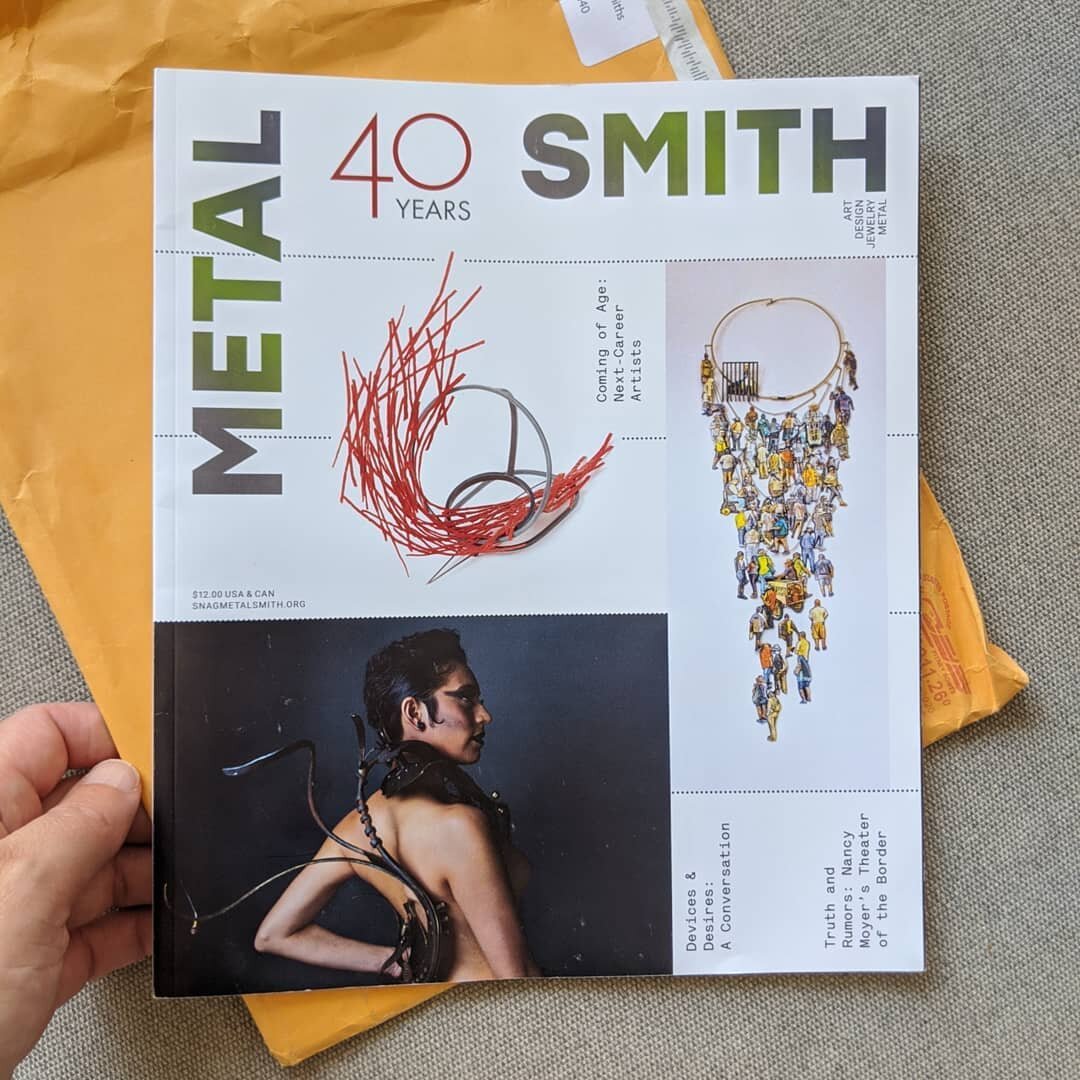 METAL
40
YEARS
SMITH
ART
DESIGN
JEWELRY
METAL
Coming of Age:
Next-Career
Artists
$12.00 USA & CAN
SNAGMETALSMITH.ORG
Devices &
Desires:
A Conversation
Truth and
Rumors: Nancy
Moyer's Theater
of the Border